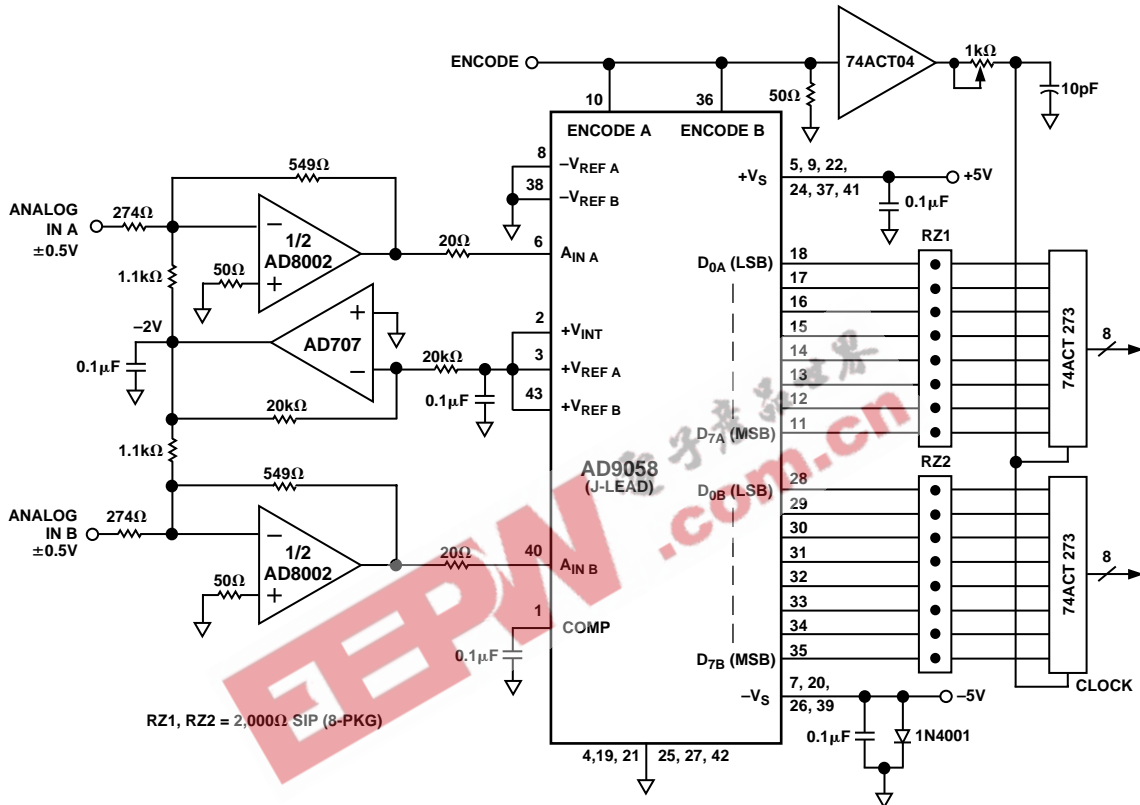 ENCODE
74ACT04
1kΩ
10pF
50Ω
10
36
ENCODE A
ENCODE B
8
–VREF A
38
–VREF B
+VS
5, 9, 22,
24, 37, 41
+5V
0.1μF
549Ω
ANALOG
IN A
±0.5V
274Ω
1/2
AD8002
50Ω
1.1kΩ
20Ω
6
AIN A
–2V
0.1μF
AD707
20kΩ
20kΩ
0.1μF
2
+VINT
3
+VREF A
43
+VREF B
1.1kΩ
549Ω
ANALOG
IN B
±0.5V
274Ω
1/2
AD8002
50Ω
20Ω
40
AIN B
1
COMP
0.1μF
AD9058
(J-LEAD)
RZ1
D0A (LSB)
18
17
16
15
14
13
12
11
D7A (MSB)
74ACT 273
8
RZ2
D0B (LSB)
28
29
30
31
32
33
34
35
D7B (MSB)
74ACT 273
8
CLOCK
–VS
7, 20,
26, 39
–5V
0.1μF
1N4001
4,19, 21
25, 27, 42
RZ1, RZ2 = 2,000Ω SIP (8-PKG)
EEPW
电子产品世界
.com.cn